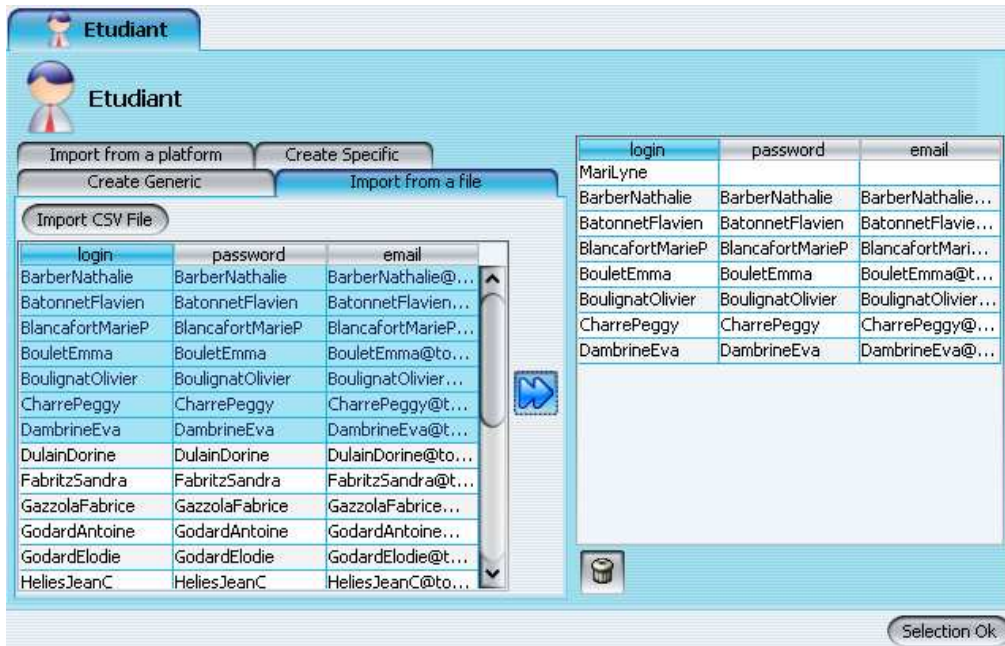 Etudiant
Etudiant
Import from a platform Create Specific
Create Generic Import from a file
Import CSV File
login password email
BarberNathalie BarberNathalie BarberNathalie@...
BatonnetFlavien BatonnetFlavien BatonnetFlavien...
BlancafortMarieP BlancafortMarieP BlancafortMarieP...
BouletEmma BouletEmma BouletEmma@to...
BoulignatOlivier BoulignatOlivier BoulignatOlivier...
CharrePeggy CharrePeggy CharrePeggy@t...
DambrineEva DambrineEva DambrineEva@t...
DulainDorine DulainDorine DulainDorine@to...
FabritzSandra FabritzSandra FabritzSandra@t...
GazzolaFabrice GazzolaFabrice GazzolaFabrice...
GodardAntoine GodardAntoine GodardAntoine...
GodardElodie GodardElodie GodardElodie@t...
HeliesJeanC HeliesJeanC HeliesJeanC@to...
login password email
MariLyne
BarberNathalie BarberNathalie BarberNathalie...
BatonnetFlavien BatonnetFlavien BatonnetFlavie...
BlancafortMarieP BlancafortMarieP BlancafortMari...
BouletEmma BouletEmma BouletEmma@t...
BoulignatOlivier BoulignatOlivier BoulignatOlivier...
CharrePeggy CharrePeggy CharrePeggy@...
DambrineEva DambrineEva DambrineEva@...
Selection Ok